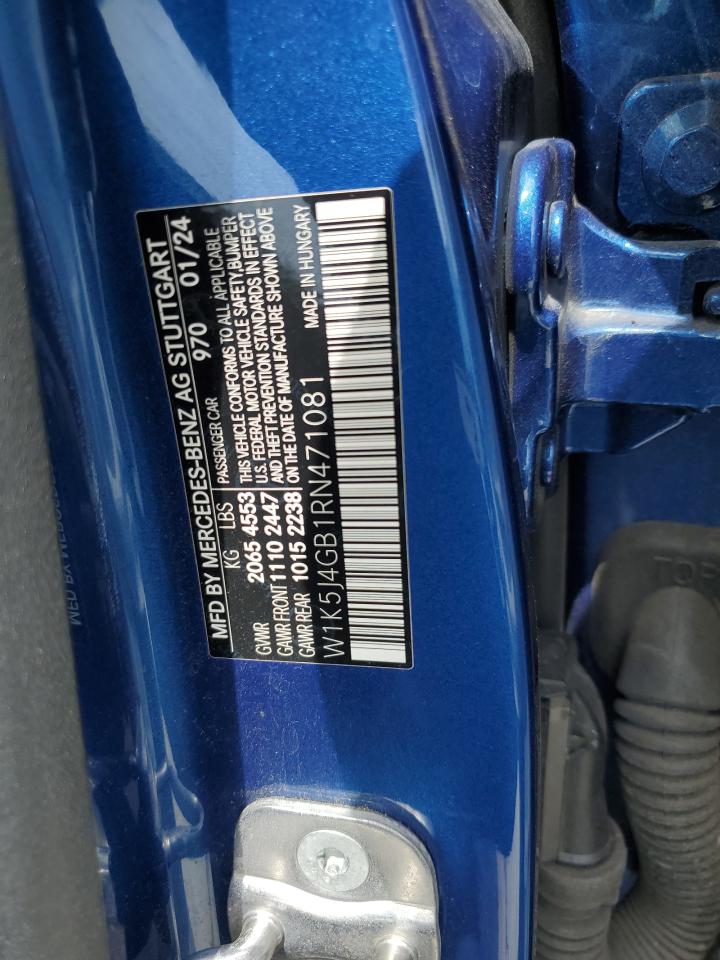 MFD BY MERCEDES-BENZ AG STUTTGART
970 01/24
KG LBS PASSENGER CAR
GVWR 2065 4553
GAWR FRONT 1110 2447
GAWR REAR 1015 2238
THIS VEHICLE CONFORMS TO ALL APPLICABLE
U.S. FEDERAL MOTOR VEHICLE SAFETY, BUMPER
AND THEFT PREVENTION STANDARDS IN EFFECT
ON THE DATE OF MANUFACTURE SHOWN ABOVE
W1K5J4GB1RN471081 MADE IN HUNGARY